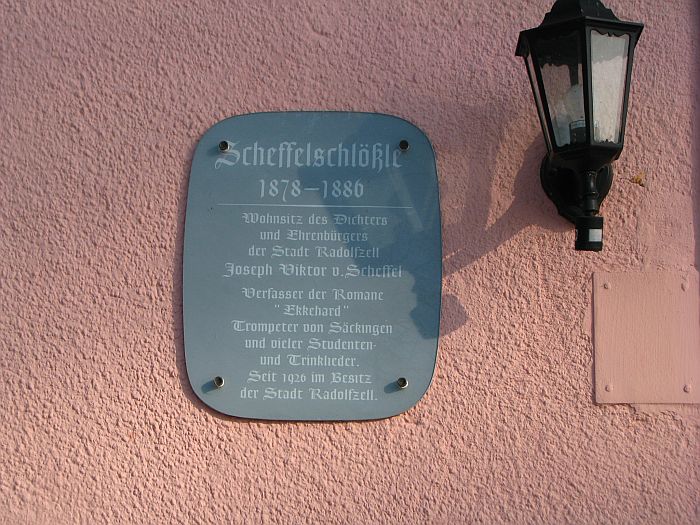 Scheffelschlößle
1878-1886
Wohnsitz des Dichters
und Ehrenbürgers
der Stadt Radolfzell
Joseph Viktor v. Scheffel
Verfasser der Romane
"Ekkehard"
Trompeter von Säckingen
und vieler Studenten-
und Trinklieder.
Seit 1926 im Besitz
der Stadt Radolfzell.